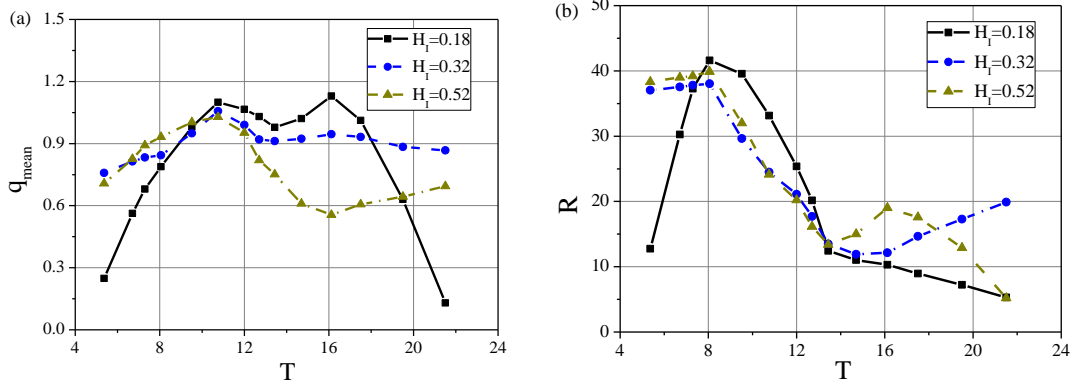 (a)
1.5
1.2
0.9
0.6
0.3
0.0
q_mean
4 8 12 16 20 24
T
H_I=0.18
H_I=0.32
H_I=0.52
(b)
50
40
30
20
10
0
R
4 8 12 16 20 24
T
H_I=0.18
H_I=0.32
H_I=0.52